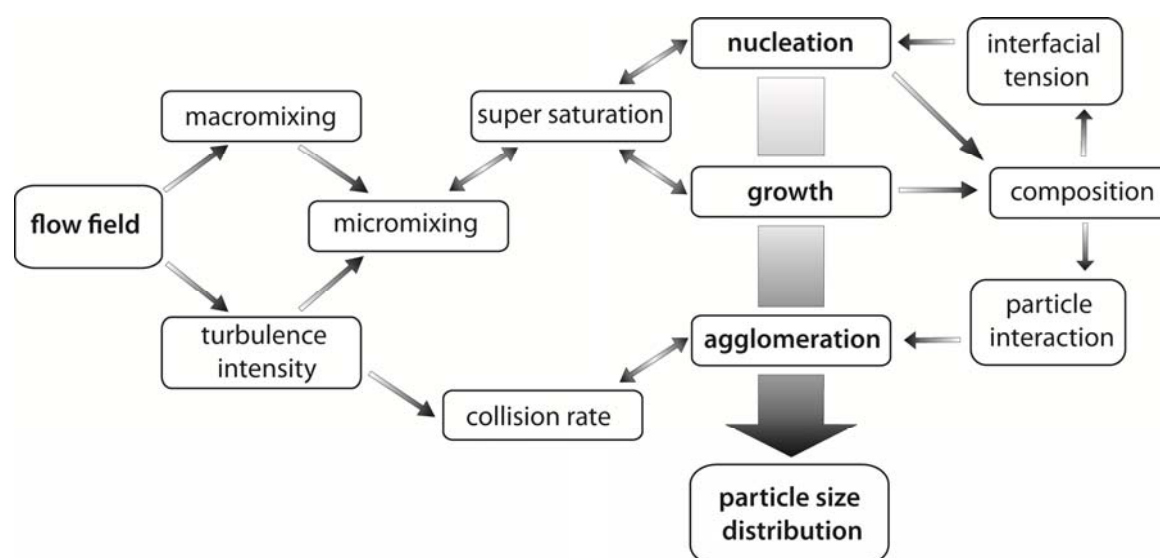 nucleation
interfacial
tension
macromixing
super saturation
flow field
micromixing
growth
composition
turbulence
intensity
agglomeration
particle
interaction
collision rate
particle size
distribution